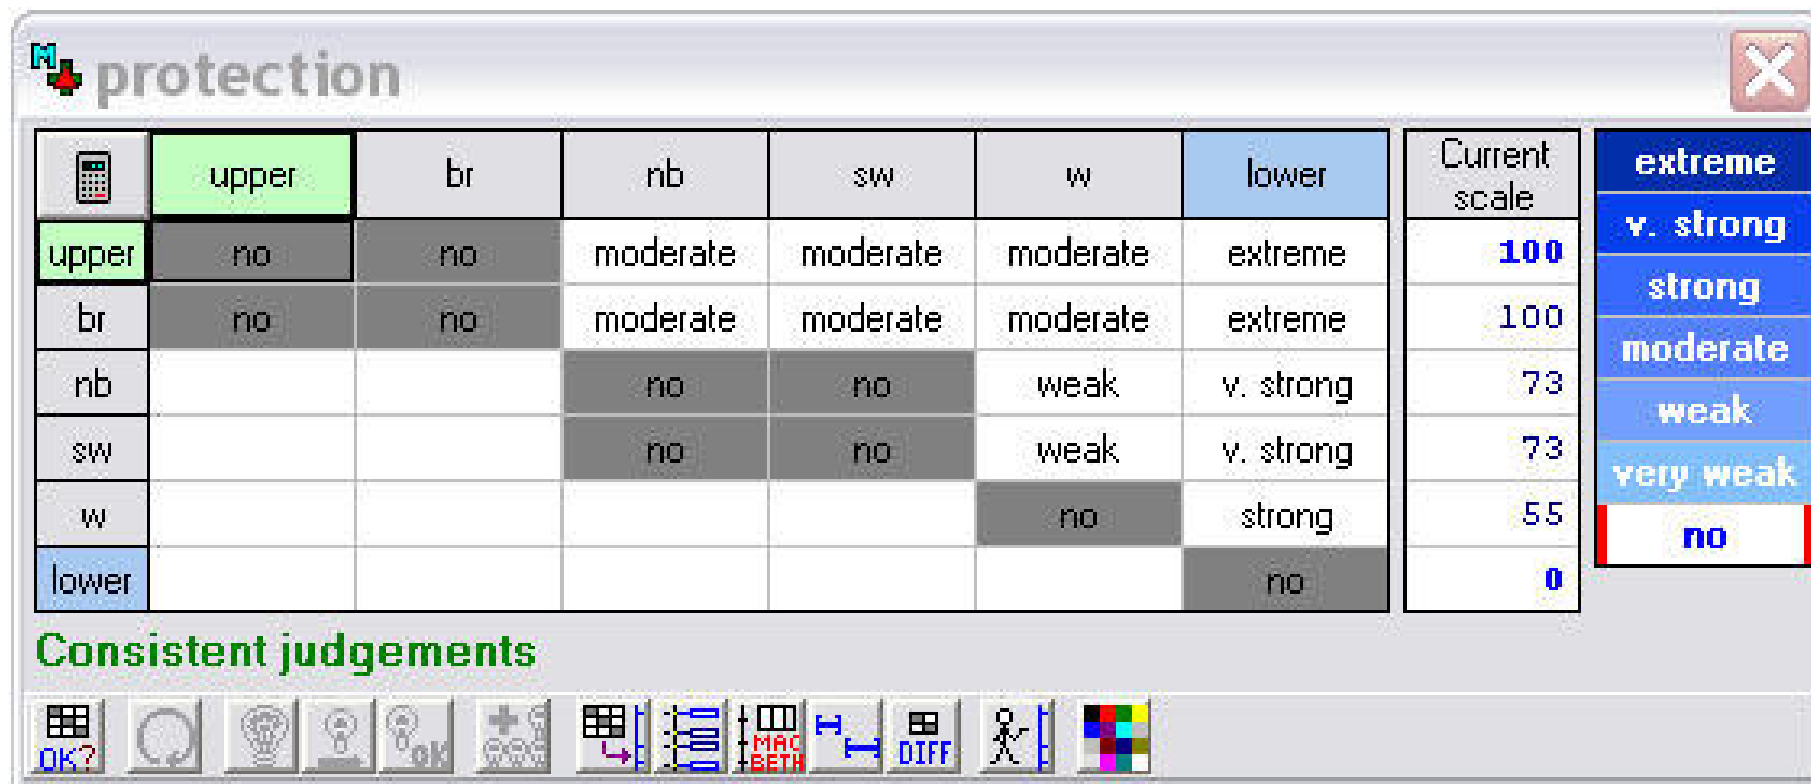 M protection
upper br nb sw w lower Current scale
upper no no moderate moderate moderate extreme 100
br no no moderate moderate moderate extreme 100
nb no no weak v. strong 73
sw no no weak v. strong 73
w no strong 55
lower no 0
extreme
v. strong
strong
moderate
weak
very weak
no
Consistent judgements
OK? OK MAC BETH DIFF